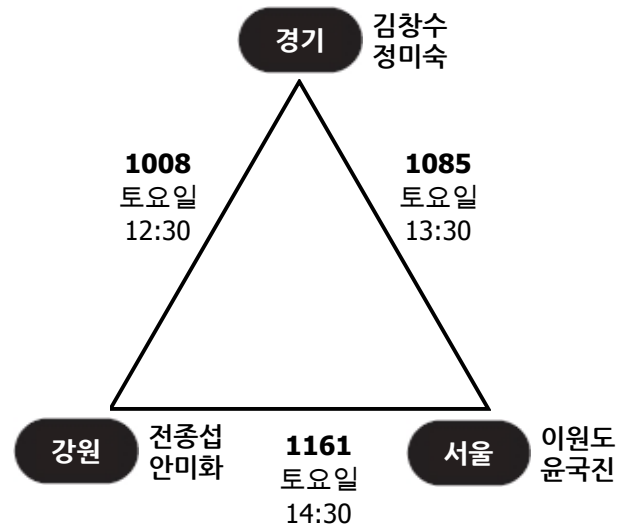 경기
김창수
정미숙
1008
토요일
12:30
1085
토요일
13:30
강원
전종섭
안미화
1161
토요일
14:30
서울
이원도
윤국진